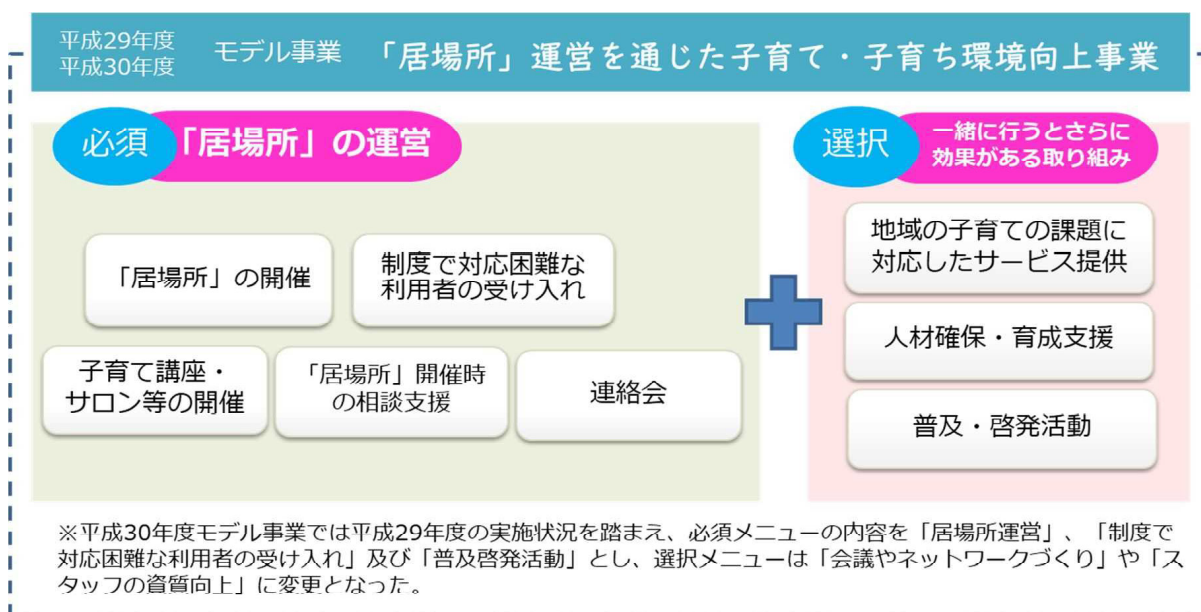 平成29年度
平成30年度
モデル事業
「居場所」運営を通じた子育て・子育ち環境向上事業
必須
「居場所」の運営
「居場所」の開催
制度で対応困難な
利用者の受け入れ
子育て講座・
サロン等の開催
「居場所」開催時
の相談支援
連絡会
選択
一緒に行うとさらに
効果がある取り組み
地域の子育ての課題に
対応したサービス提供
人材確保・育成支援
普及・啓発活動
※平成30年度モデル事業では平成29年度の実施状況を踏まえ、必須メニューの内容を「居場所運営」、「制度で
対応困難な利用者の受け入れ」及び「普及啓発活動」とし、選択メニューは「会議やネットワークづくり」や「ス
タッフの資質向上」に変更となった。